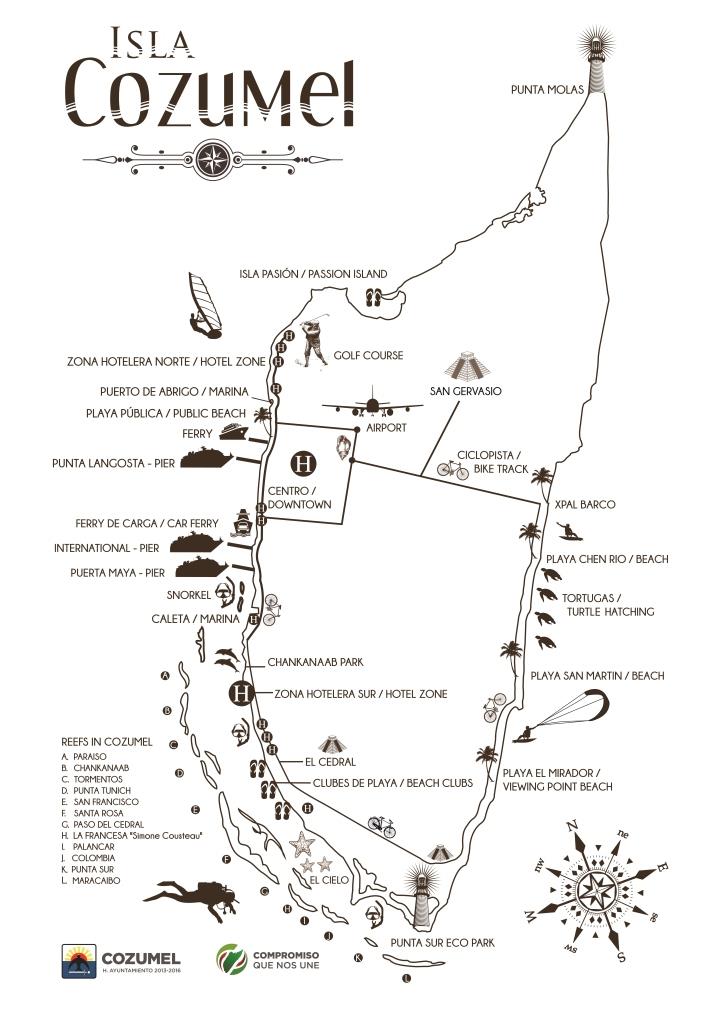 ISLA
Cozumel
PUNTA MOLAS
ISLA PASIÓN / PASSION ISLAND
ZONA HOTELERA NORTE / HOTEL ZONE
H
H
H
GOLF COURSE
PUERTO DE ABRIGO / MARINA
H
SAN GERVASIO
PLAYA PÚBLICA / PUBLIC BEACH
AIRPORT
FERRY
PUNTA LANGOSTA - PIER
H
CICLOPISTA /
BIKE TRACK
CENTRO /
DOWNTOWN
XPAL BARCO
H
H
FERRY DE CARGA / CAR FERRY
INTERNATIONAL - PIER
PLAYA CHEN RIO / BEACH
PUERTA MAYA - PIER
SNORKEL
TORTUGAS /
TURTLE HATCHING
CALETA / MARINA
H
CHANKANAAB PARK
A
PLAYA SAN MARTIN / BEACH
H
ZONA HOTELERA SUR / HOTEL ZONE
B
H
H
H
C
EL CEDRAL
D
CLUBES DE PLAYA / BEACH CLUBS
PLAYA EL MIRADOR /
VIEWING POINT BEACH
E
H
REEFS IN COZUMEL
A. PARAISO
B. CHANKANAAB
C. TORMENTOS
D. PUNTA TUNICH
E. SAN FRANCISCO
F. SANTA ROSA
G. PASO DEL CEDRAL
H. LA FRANCESA "Simone Cousteau"
I. PALANCAR
J. COLOMBIA
K. PUNTA SUR
L. MARACAIBO
F
EL CIELO
G
H
I
J
K
L
PUNTA SUR ECO PARK
N
ne
E
se
S
sw
W
nw
COZUMEL
H. AYUNTAMIENTO 2013-2016
COMPROMISO
QUE NOS UNE